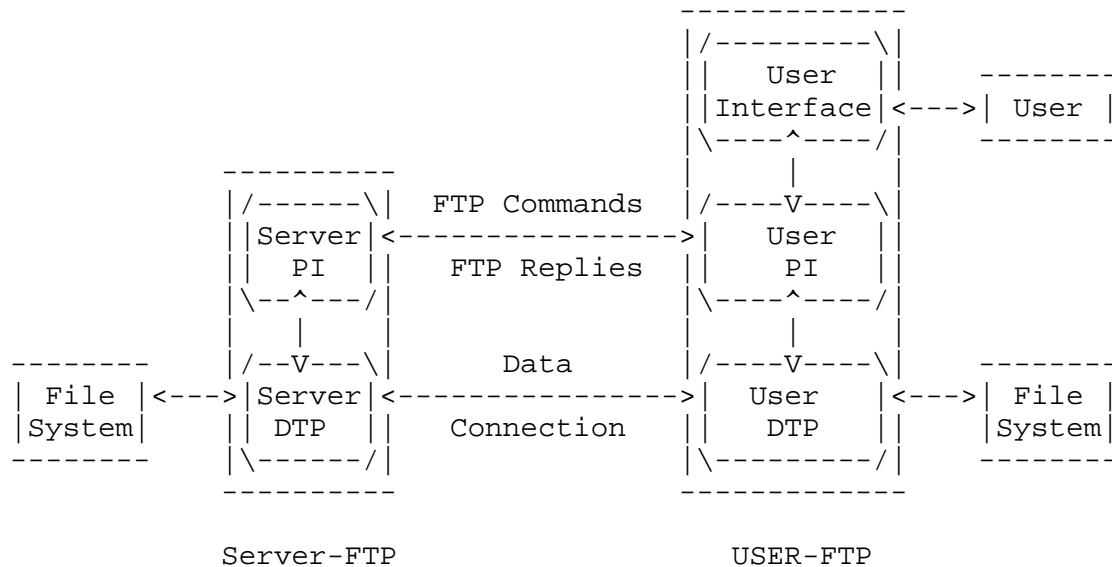 -------------
                                            |/---------\|
                                            ||   User  ||    --------
                                            ||Interface|<--->| User |
                                            |\----^----/|    --------
                  ----------                |     |     |
                  |/------\|  FTP Commands  |/----V----\|
                  ||Server|<---------------->|   User  ||
                  ||  PI  ||   FTP Replies  ||    PI   ||
                  |\--^---/|                |\----^----/|
                  |   |    |                |     |     |
      --------    |/--V---\|      Data      |/----V----\|    --------
      | File |<--->|Server|<---------------->|  User   |<--->| File |
      |System|    || DTP  ||   Connection   ||   DTP   ||    |System|
      --------    |\------/|                |\---------/|    --------
                  ----------                -------------
                  Server-FTP                   USER-FTP